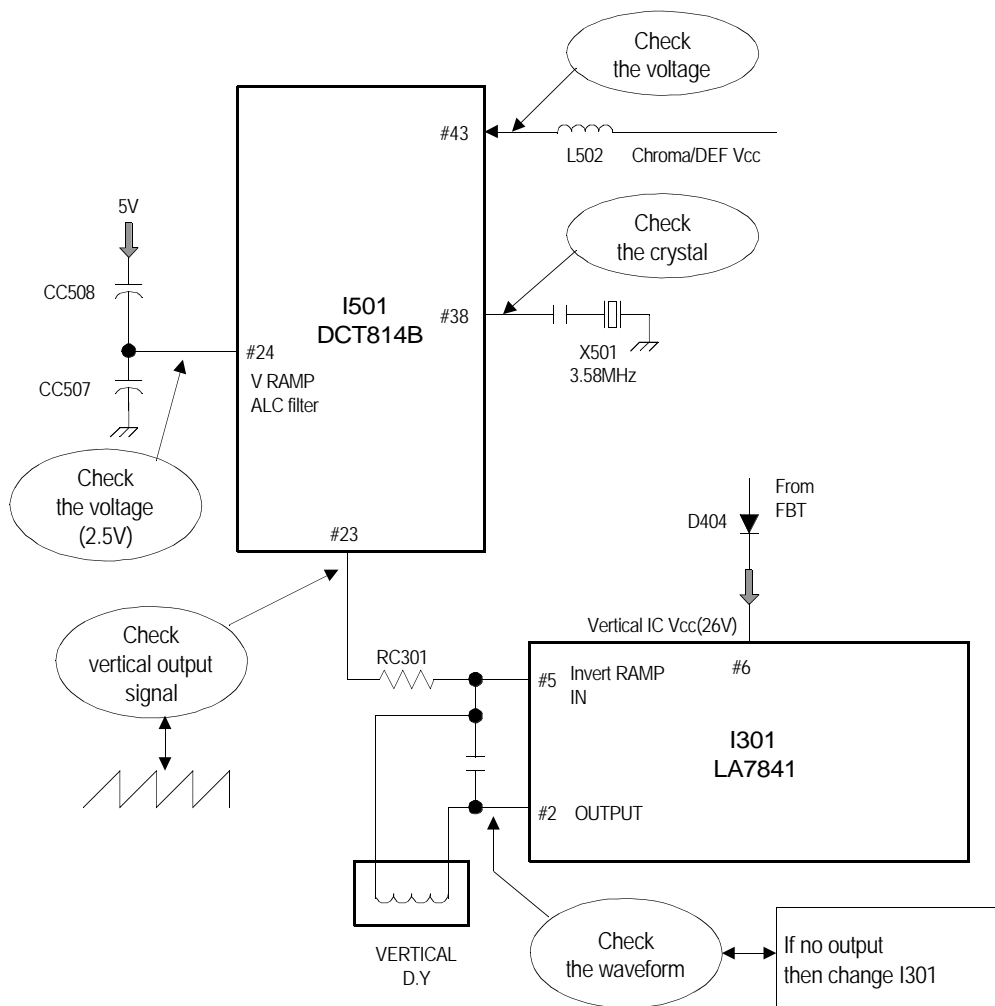 Check
the voltage
#43
L502
Chroma/DEF Vcc
5V
Check
the crystal
CC508
I501
DCT814B
#38
X501
3.58MHz
#24
V RAMP
ALC filter
CC507
Check
the voltage
(2.5V)
#23
From
FBT
D404
Check
vertical output
signal
Vertical IC Vcc(26V)
#6
RC301
#5
Invert RAMP
IN
I301
LA7841
#2
OUTPUT
VERTICAL
D.Y
Check
the waveform
If no output
then change I301